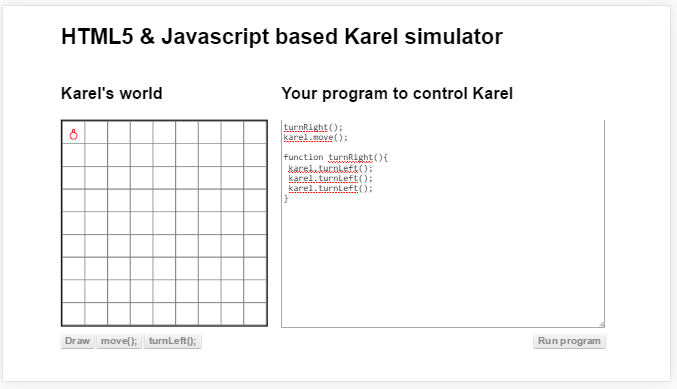 HTML5 & Javascript based Karel simulator
Karel's world
Your program to control Karel
turnRight();
karel.move();
function turnRight(){
karel.turnLeft();
karel.turnLeft();
karel.turnLeft();
}
Draw move(); turnLeft();
Run program